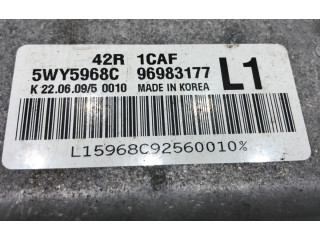 42R 1CAF
5WY5968C 96983177 L1
K 22.06.09/5 0010 MADE IN KOREA
L15968C92560010%